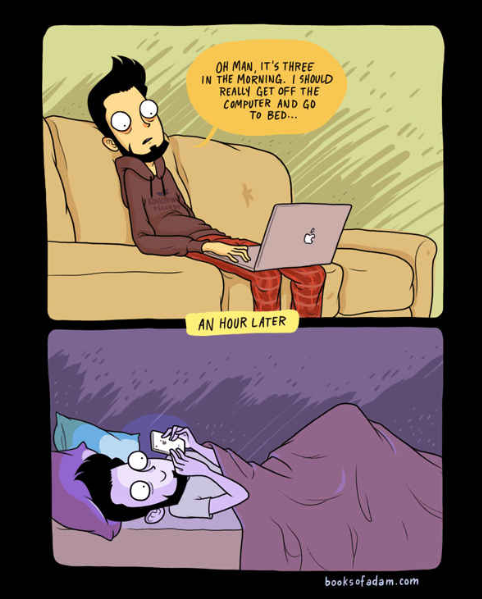 OH MAN, IT'S THREE
IN THE MORNING. I SHOULD
REALLY GET OFF THE
COMPUTER AND GO
TO BED...
AN HOUR LATER
booksofadam.com